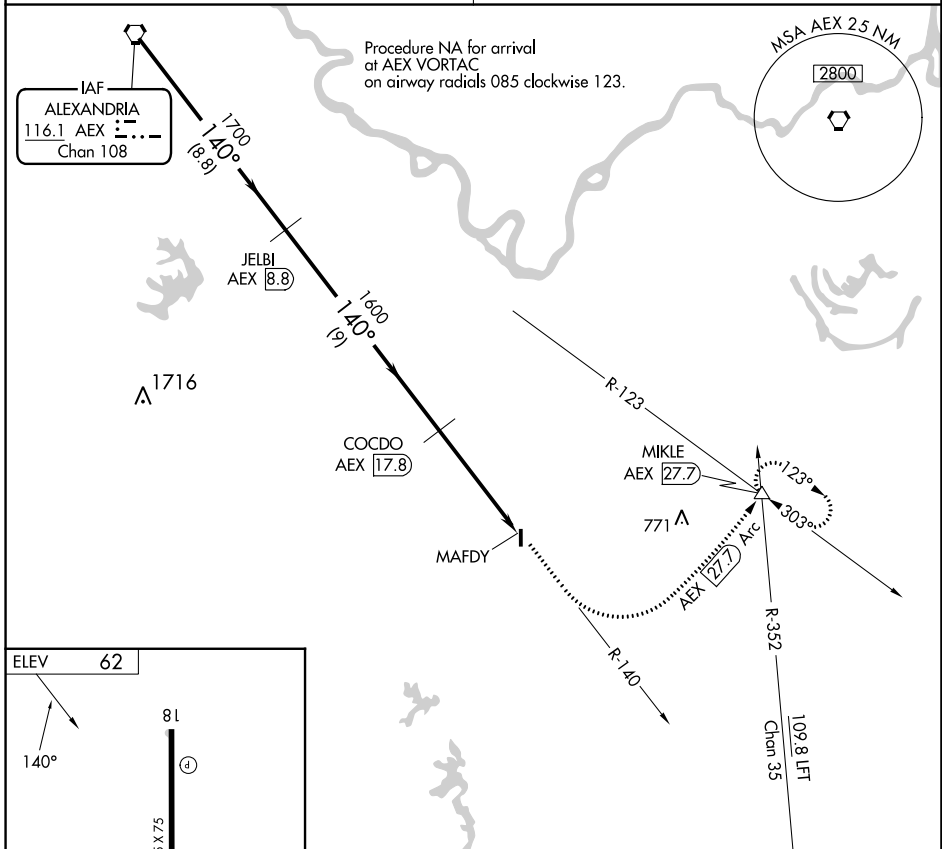 Procedure NA for arrival
at AEX VORTAC
on airway radials 085 clockwise 123.
MSA AEX 25 NM
2800
IAF
ALEXANDRIA
116.1 AEX
Chan 108
1700
140°
(8.8)
JELBI
AEX 8.8
1600
140°
(9)
1716
COCDO
AEX 17.8
R-123
MIKLE
AEX 27.7
123°
303°
771
MAFDY
AEX 27.7 Arc
R-140
R-352
109.8 LFT
Chan 35
ELEV 62
140°
18
P
X 75